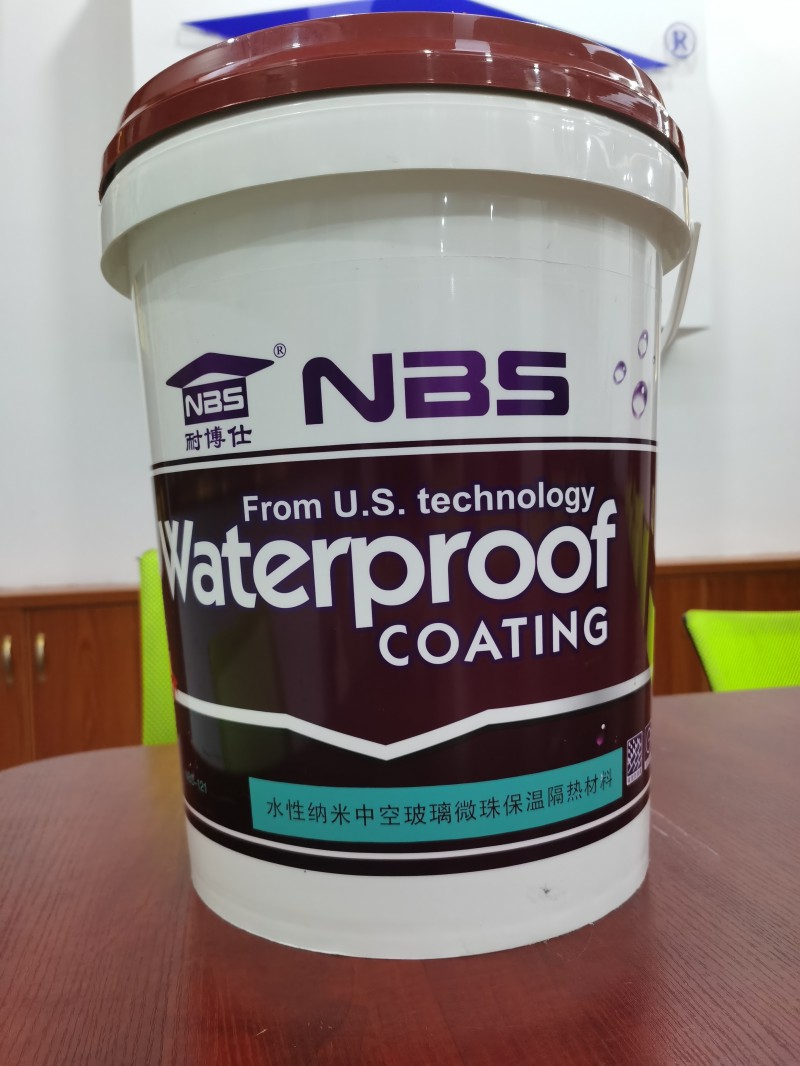 ®
®
NBS
NBS
耐博仕
From U.S. technology
Waterproof
COATING
水性纳米中空玻璃微珠保温隔热材料